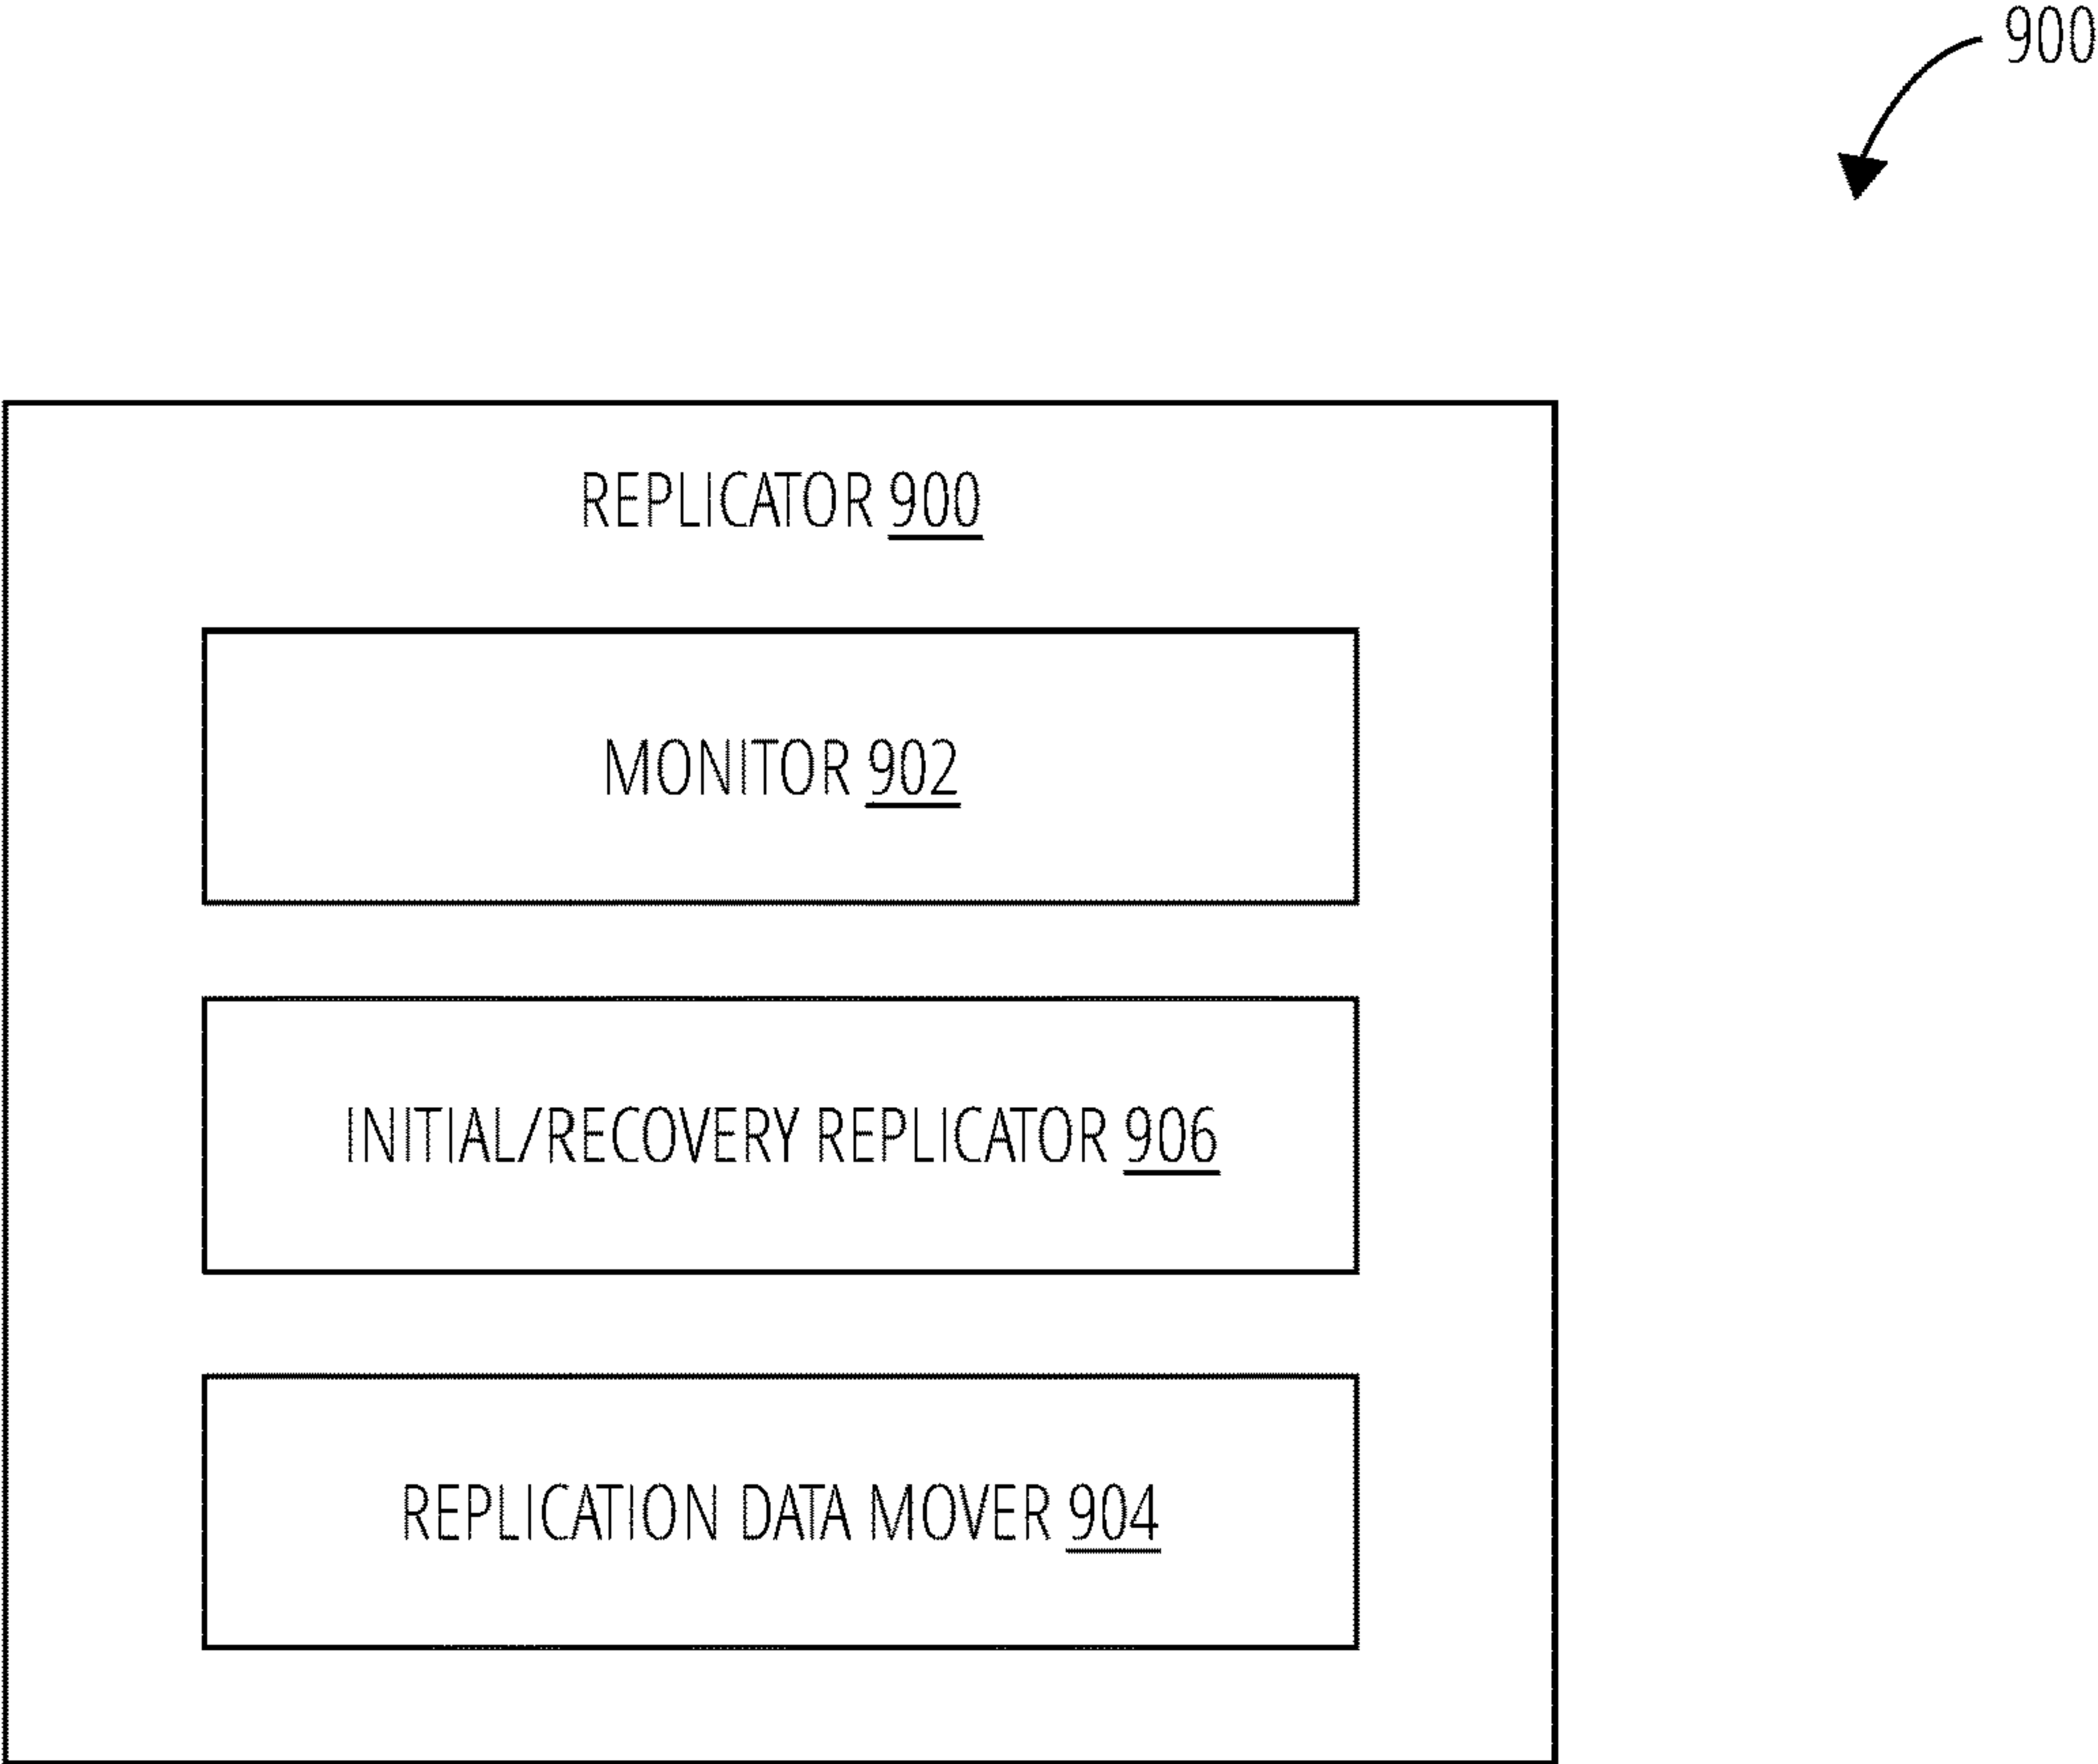 900
REPLICATOR 900
MONITOR 902
INITIAL/RECOVERY REPLICATOR 906
REPLICATION DATA MOVER 904